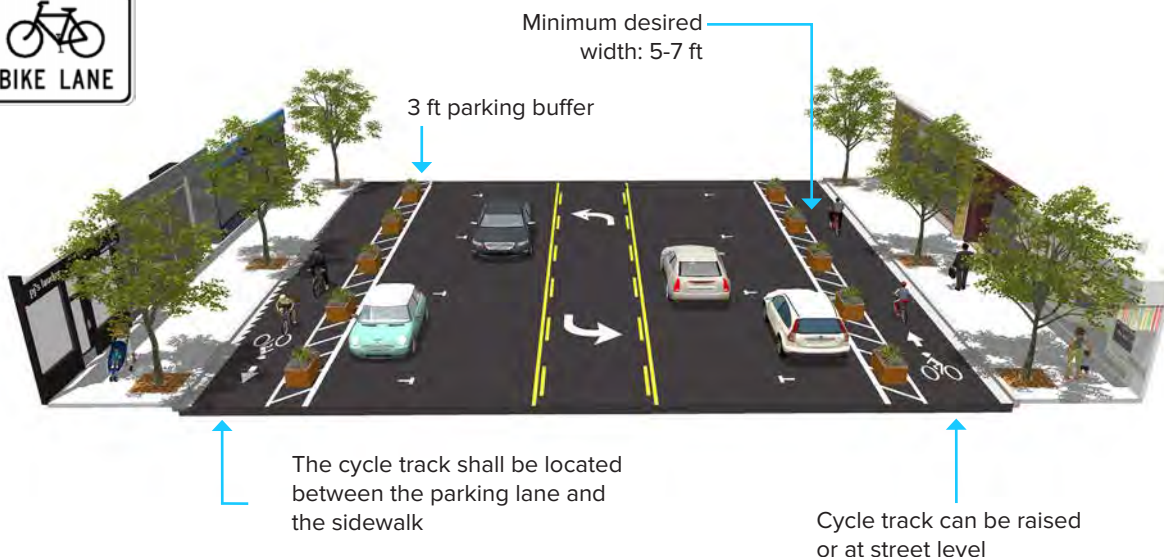 BIKE LANE
Minimum desired
width: 5-7 ft
3 ft parking buffer
The cycle track shall be located
between the parking lane and
the sidewalk
Cycle track can be raised
or at street level